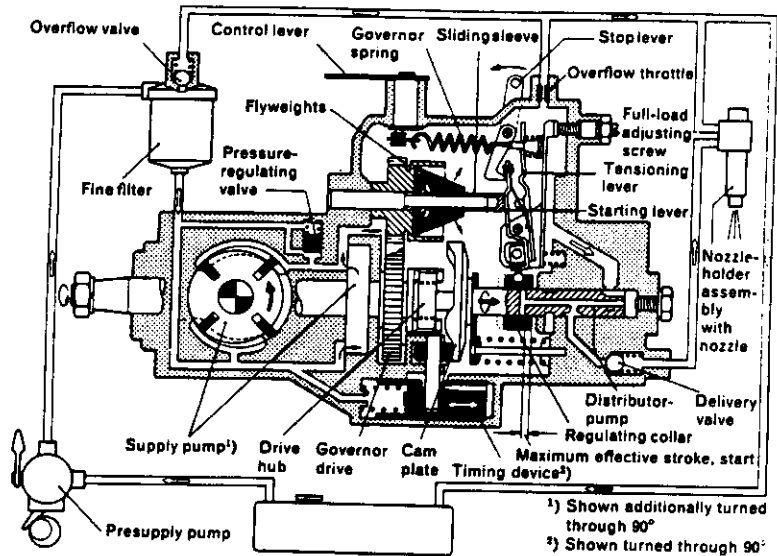 Overflow valve
Control lever
Governor
spring
Sliding sleeve
Stop lever
Overflow throttle
Flyweights
Full-load
adjusting
screw
Pressure-
regulating
valve
Fine filter
Tensioning
lever
Starting lever
Nozzle-
holder
assembly
with
nozzle
Supply pump¹)
Drive
hub
Governor
drive
Cam
plate
Timing device²)
Distributor-
pump
Delivery
valve
Regulating collar
Maximum effective stroke, start
Presupply pump
¹) Shown additionally turned
through 90°
²) Shown turned through 90°